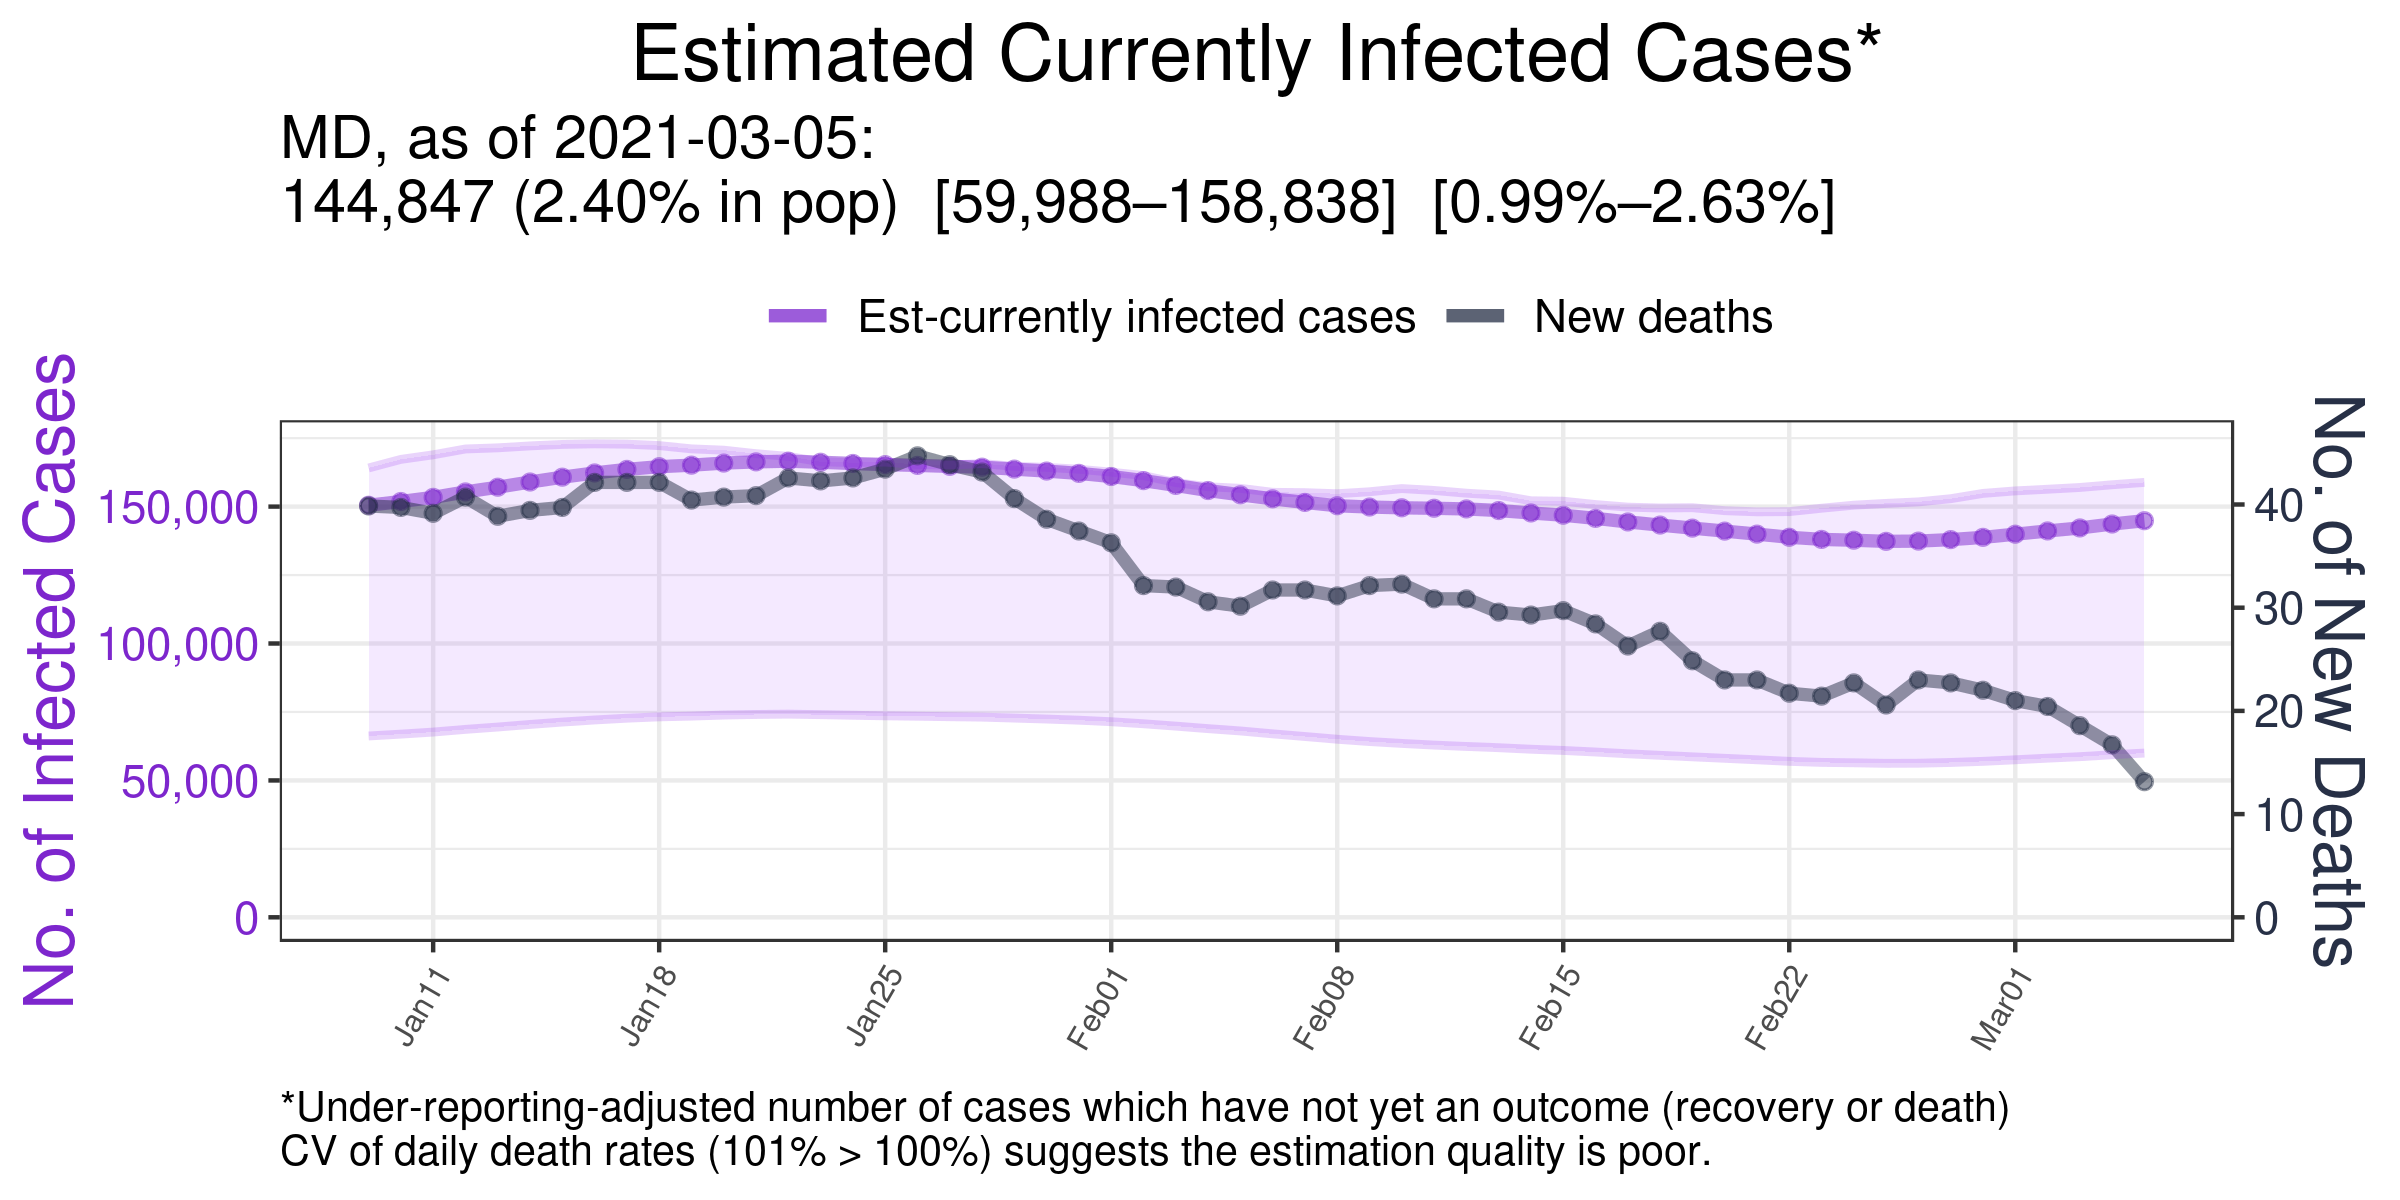 Estimated Currently Infected Cases*
MD, as of 2021-03-05:
144,847 (2.40% in pop)  [59,988–158,838]  [0.99%–2.63%]
Est-currently infected cases
New deaths
No. of Infected Cases
150,000
100,000
50,000
0
No. of New Deaths
40
30
20
10
0
Jan11
Jan18
Jan25
Feb01
Feb08
Feb15
Feb22
Mar01
*Under-reporting-adjusted number of cases which have not yet an outcome (recovery or death)
CV of daily death rates (101% > 100%) suggests the estimation quality is poor.